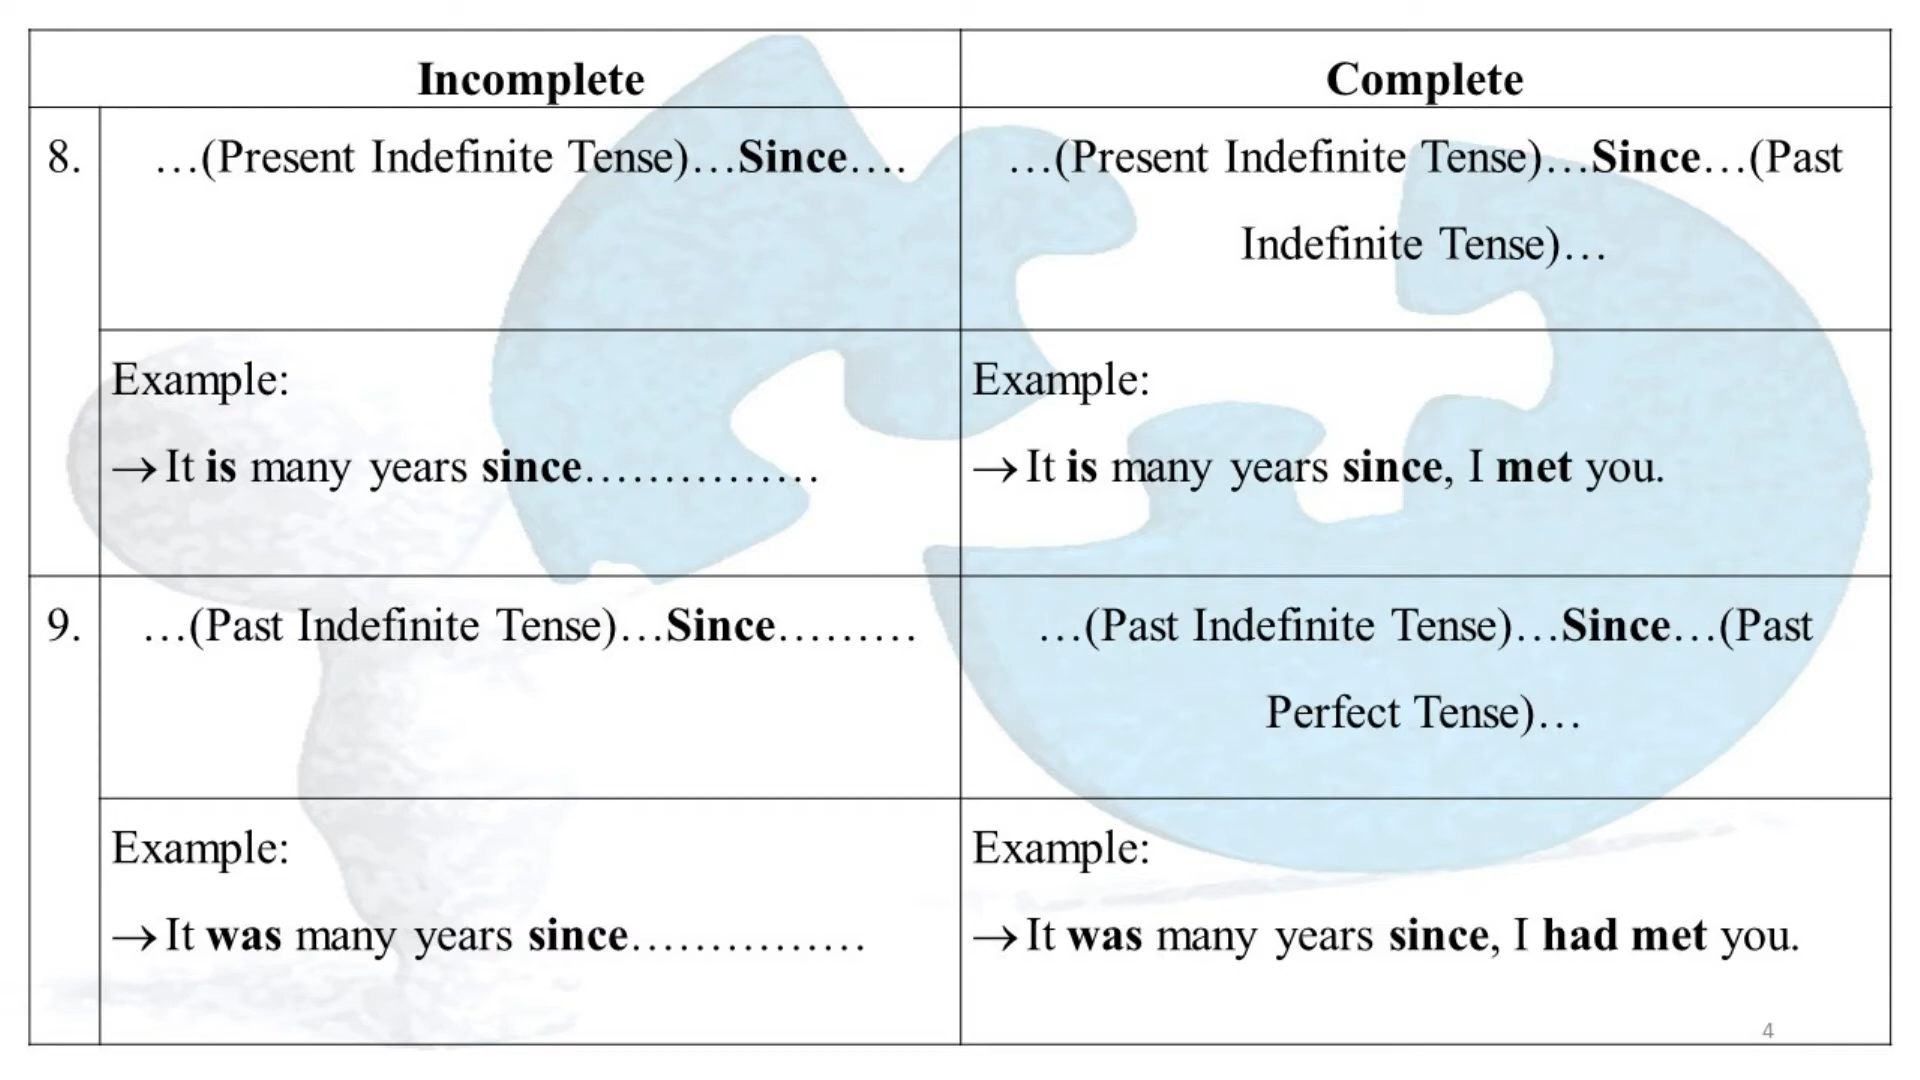 Incomplete
Complete
8.
…(Present Indefinite Tense)…Since….
…(Present Indefinite Tense)…Since…(Past
Indefinite Tense)…
Example:
→It is many years since……………
Example:
→It is many years since, I met you.
9.
…(Past Indefinite Tense)…Since………
…(Past Indefinite Tense)…Since…(Past
Perfect Tense)…
Example:
→It was many years since……………
Example:
→It was many years since, I had met you.
4